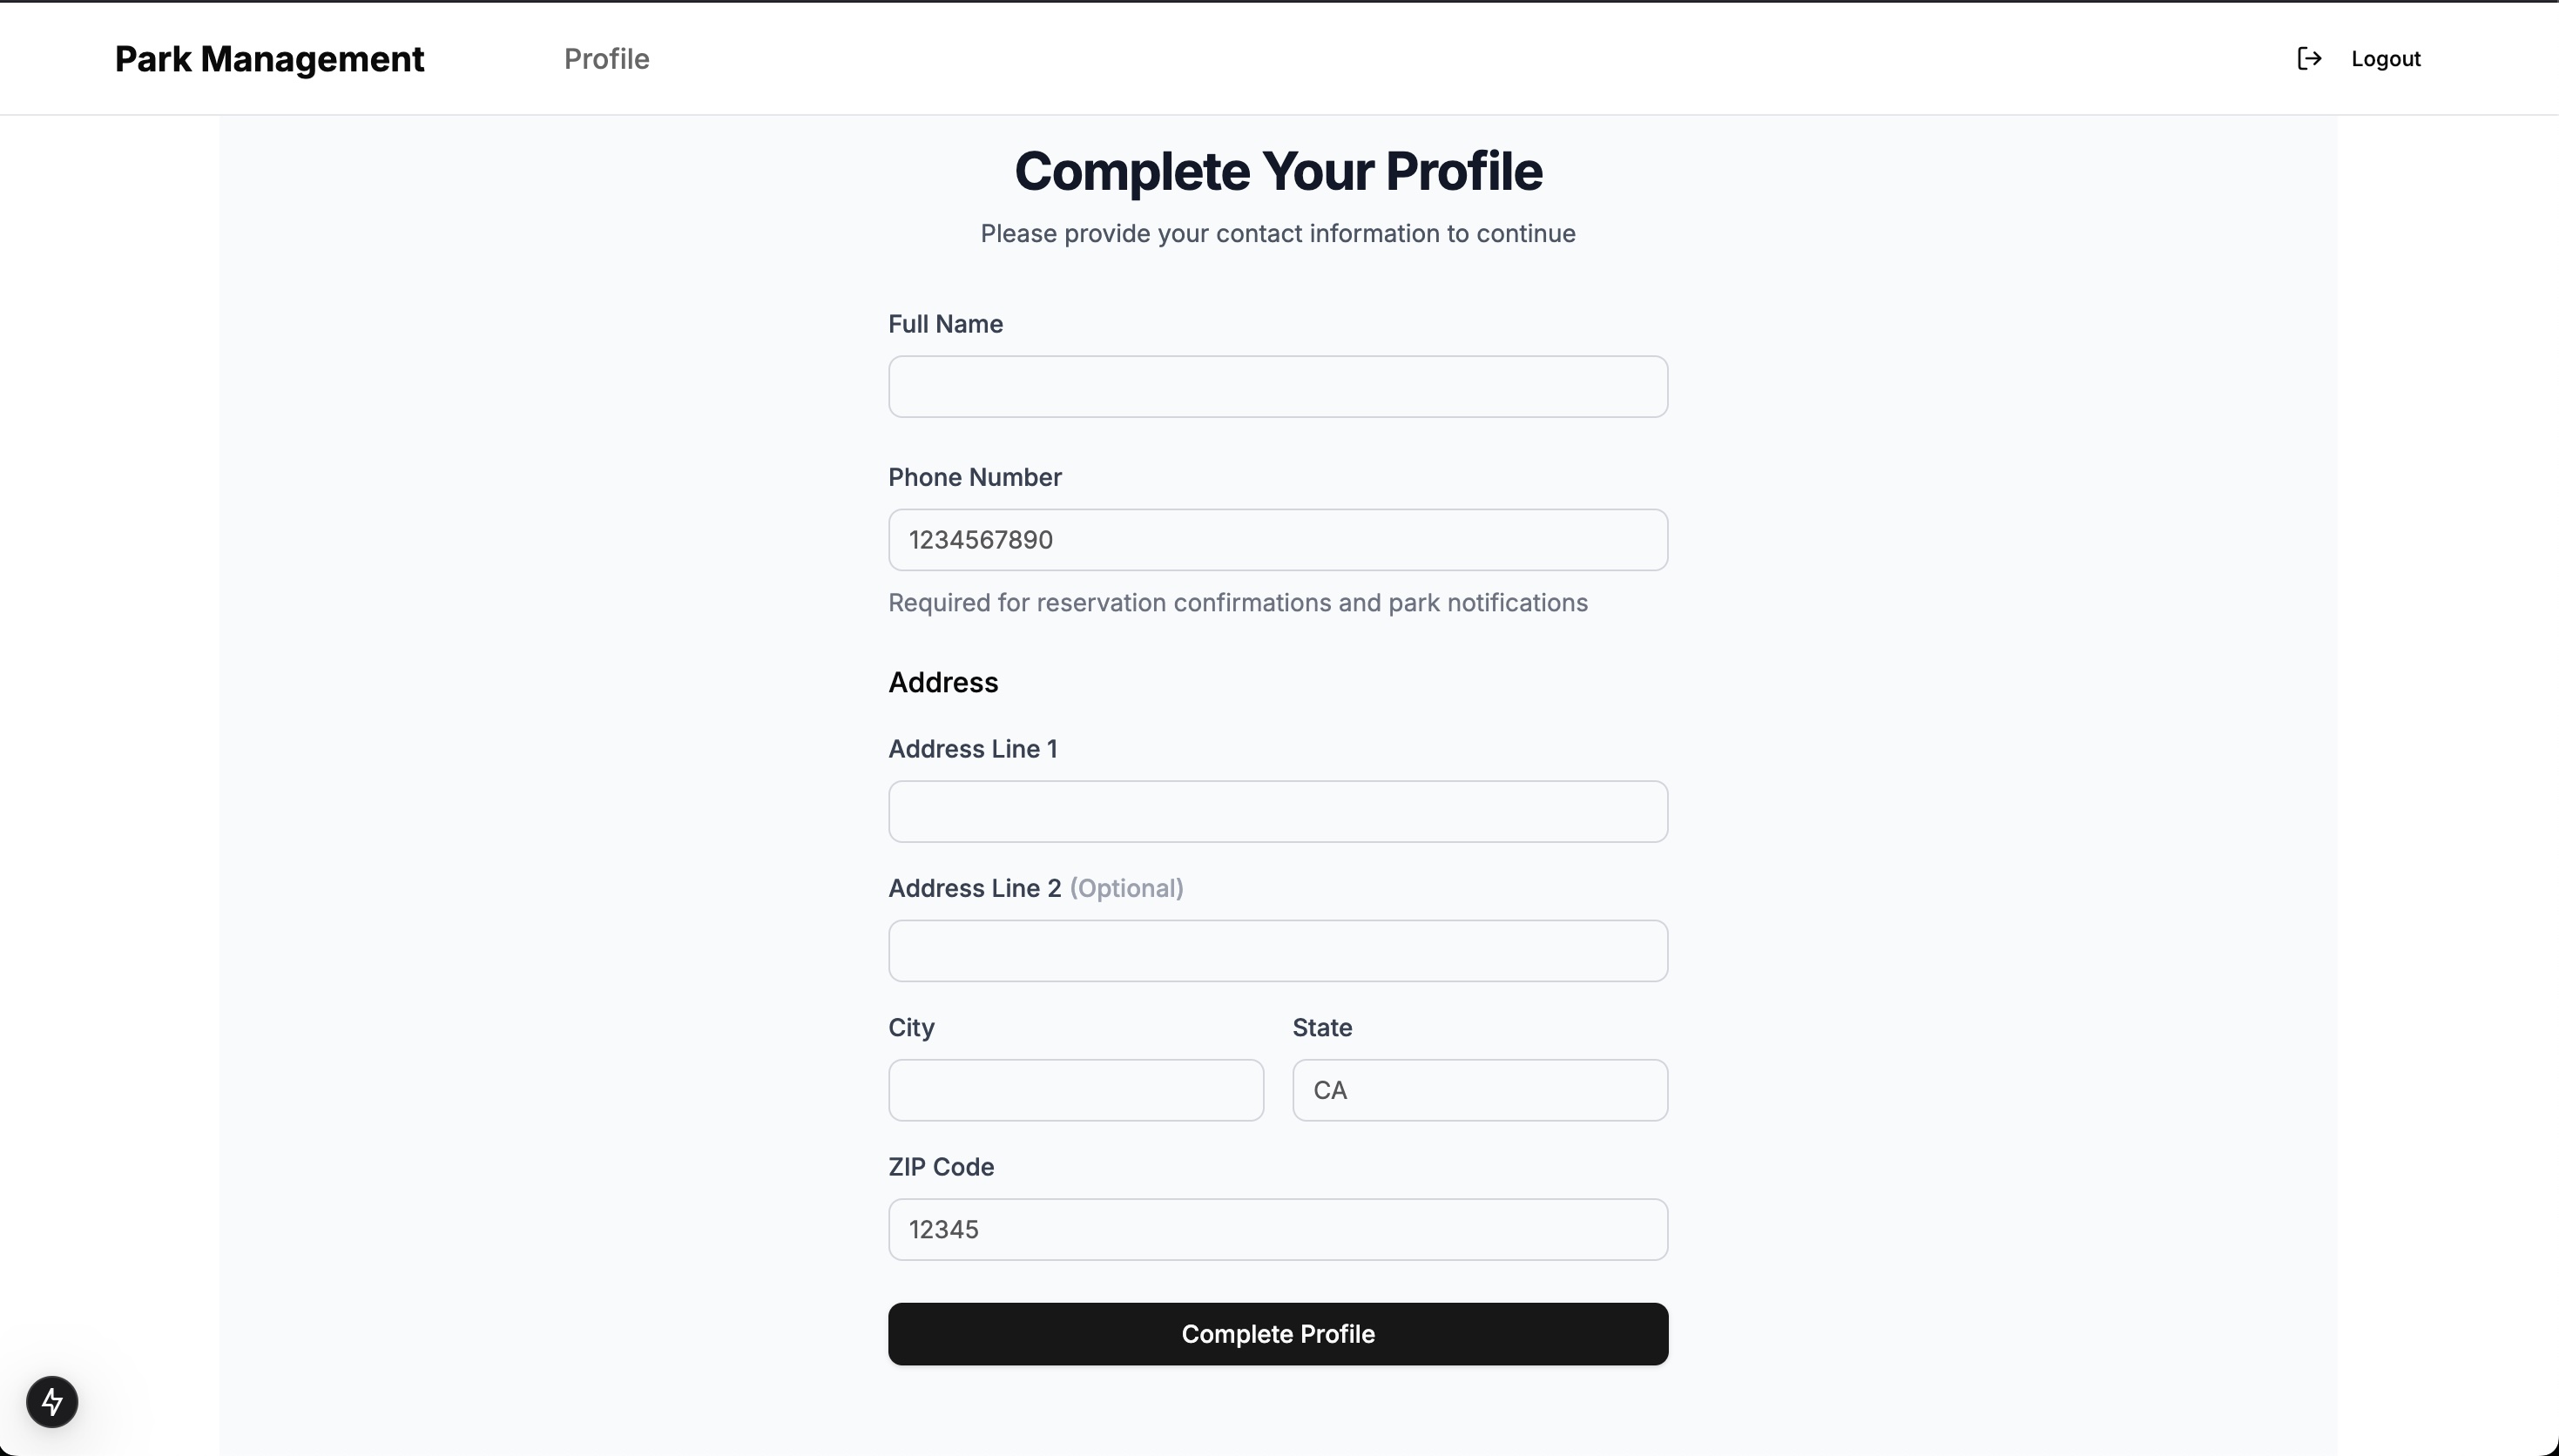 Park Management
Profile
Logout
Complete Your Profile
Please provide your contact information to continue
Full Name
Phone Number
1234567890
Required for reservation confirmations and park notifications
Address
Address Line 1
Address Line 2 (Optional)
City
State
CA
ZIP Code
12345
Complete Profile